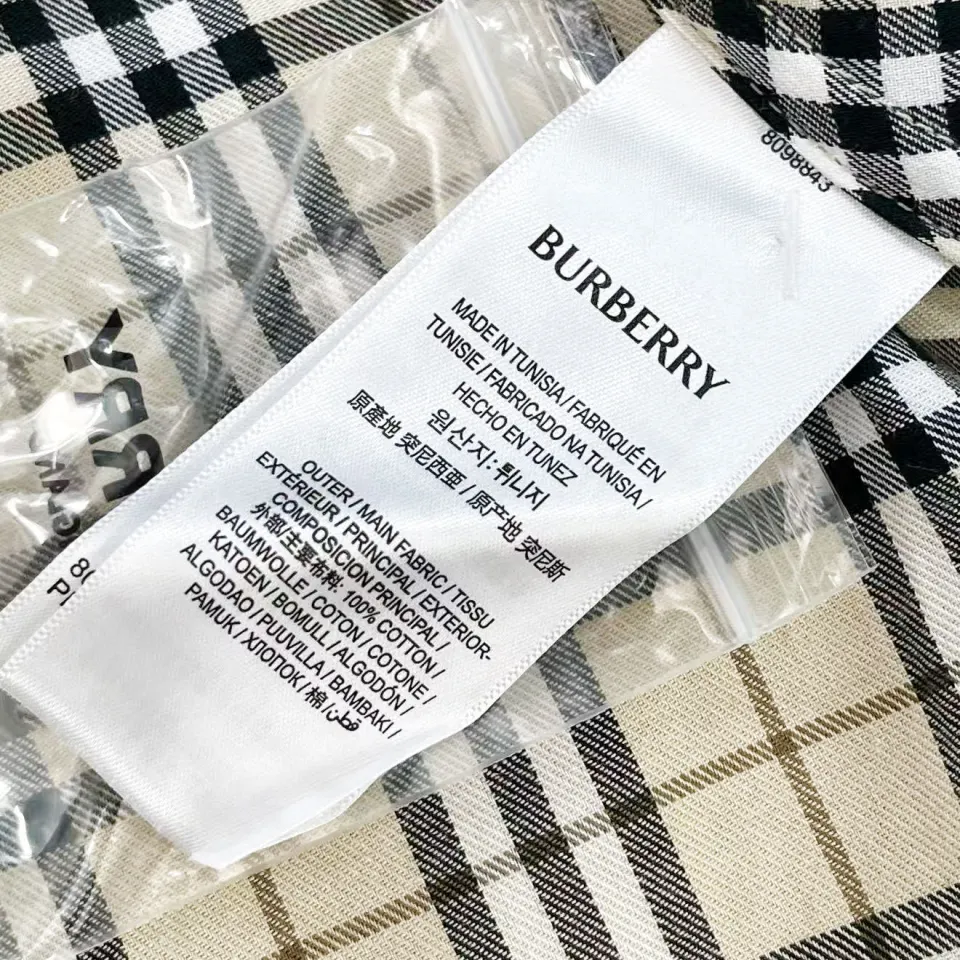 8098843
BURBERRY
MADE IN TUNISIA / FABRIQUÉ EN
TUNISIE / FABRICADO NA TUNISIA /
HECHO EN TUNEZ
원산지: 튀니지
原產地 突尼西亞 / 原产地 突尼斯
OUTER / MAIN FABRIC / TISSU
EXTÉRIEUR / PRINCIPAL / EXTERIOR-
COMPOSICION PRINCIPAL /
外部/主要布料: 100% COTTON /
KATOEN / BOMULL / ALGODÓN /
BAUMWOLLE / COTON / COTONE /
ALGODAO / PUUVILLA / BAMBAKI /
PAMUK / ХЛОПОК / 棉 / قطن